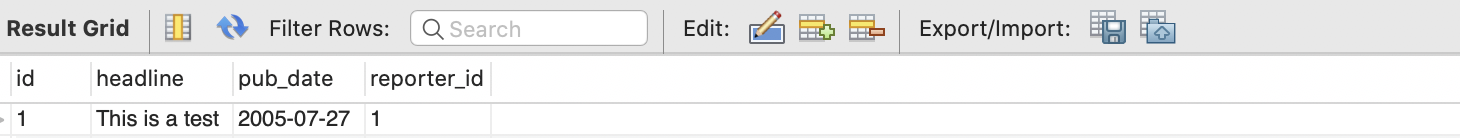 Result Grid Filter Rows: Search Edit: Export/Import:
id headline pub_date reporter_id
1 This is a test 2005-07-27 1